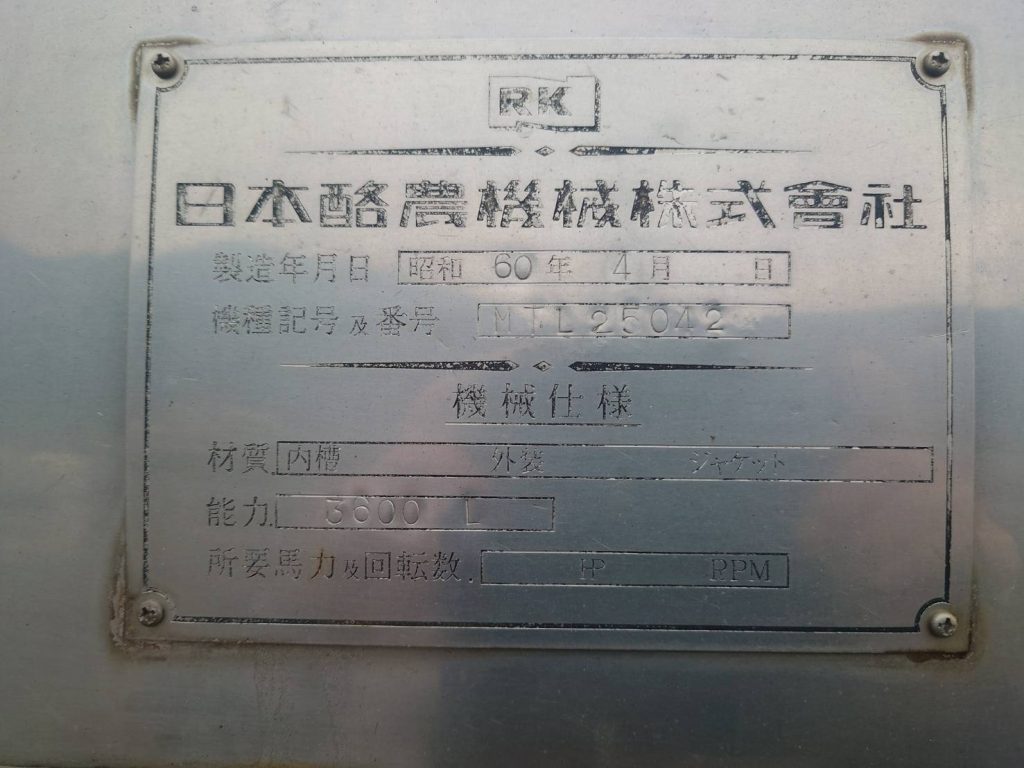 RK
日本酪農機械株式會社
製造年月日 昭和 60年 4月 日
機種記号及番号 MTL25042
機械仕様
材質 内槽 外装 ジャケット
能力 3600 L
所要馬力及回転数 HP RPM